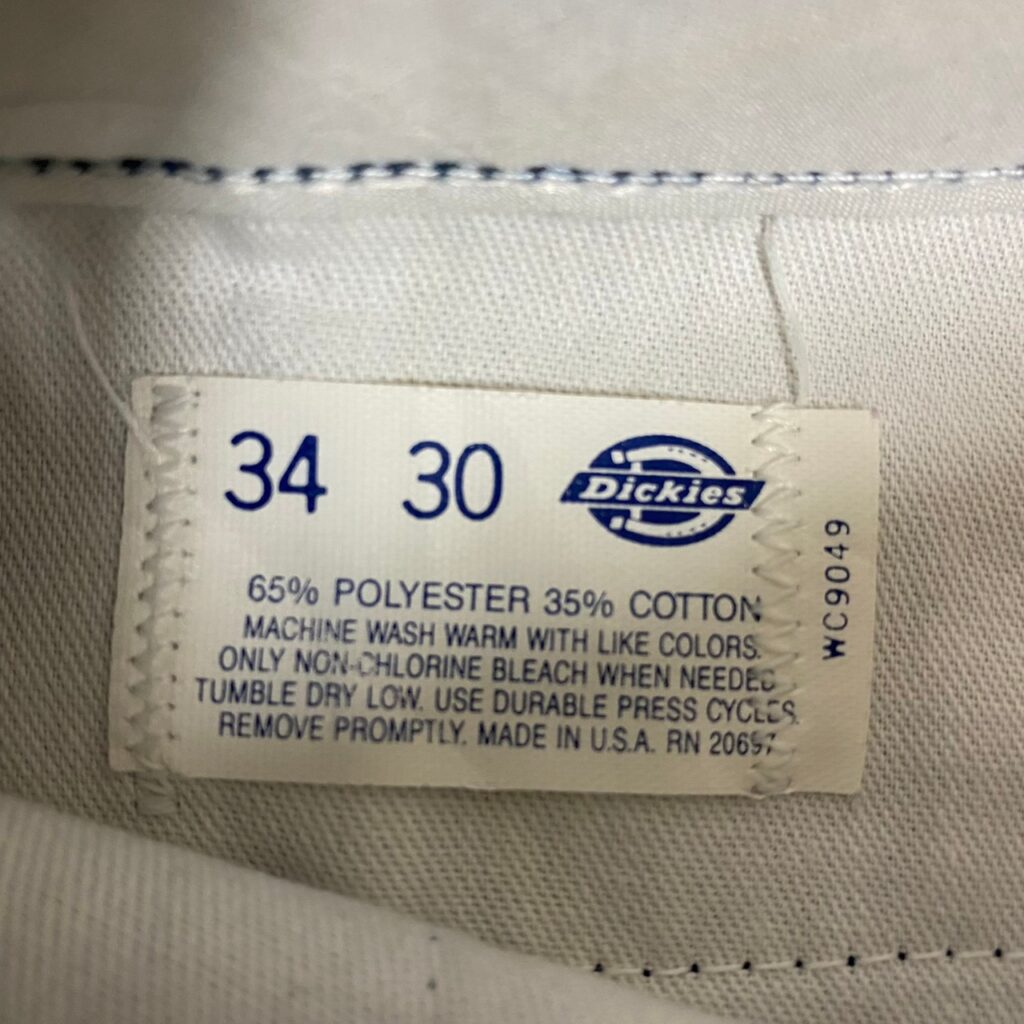 34 30 Dickies
65% POLYESTER 35% COTTON
MACHINE WASH WARM WITH LIKE COLORS.
ONLY NON-CHLORINE BLEACH WHEN NEEDED
TUMBLE DRY LOW. USE DURABLE PRESS CYCLES.
REMOVE PROMPTLY. MADE IN U.S.A. RN 20697
WC9049